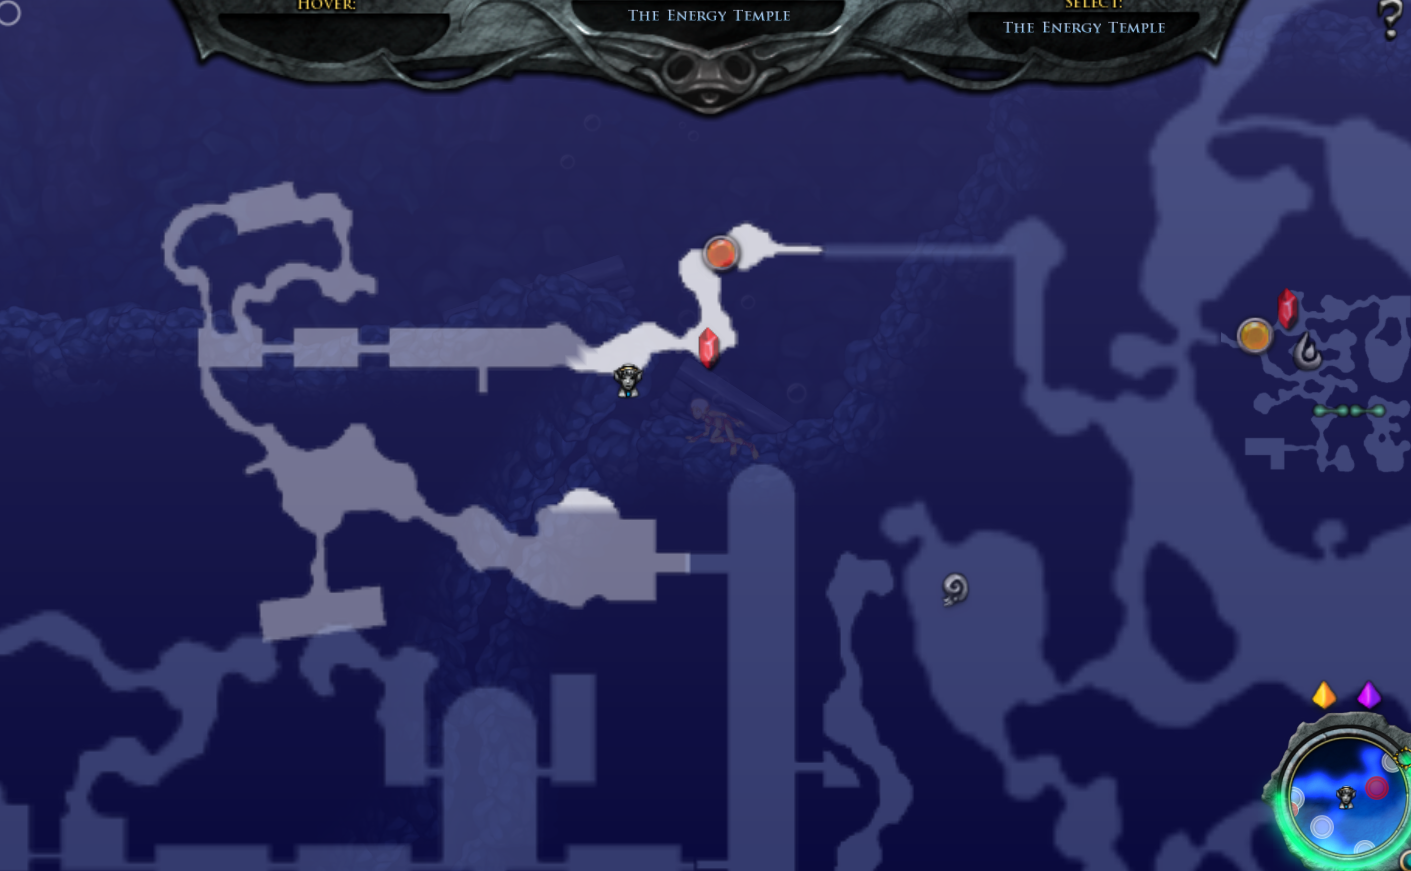 HOVER:
THE ENERGY TEMPLE
SELECT:
THE ENERGY TEMPLE
?